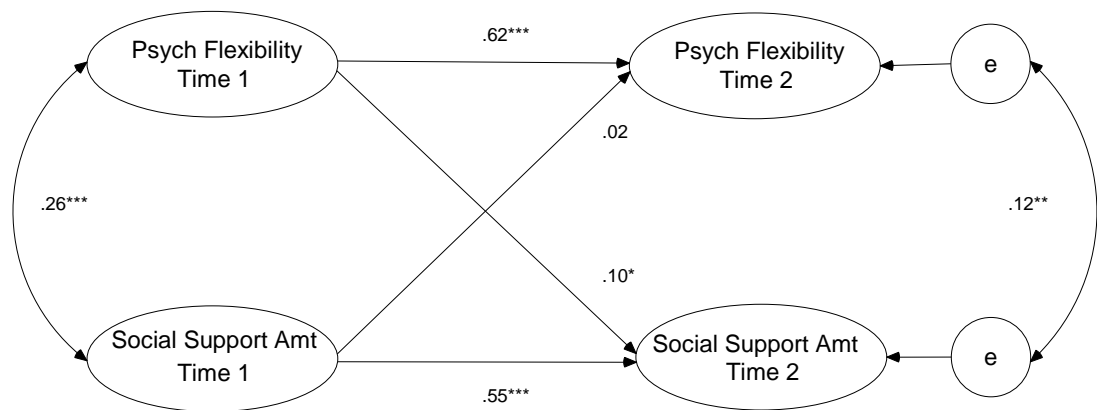 Psych Flexibility
Time 1
.62***
Psych Flexibility
Time 2
e
.02
.26***
.12**
.10*
Social Support Amt
Time 1
Social Support Amt
Time 2
e
.55***